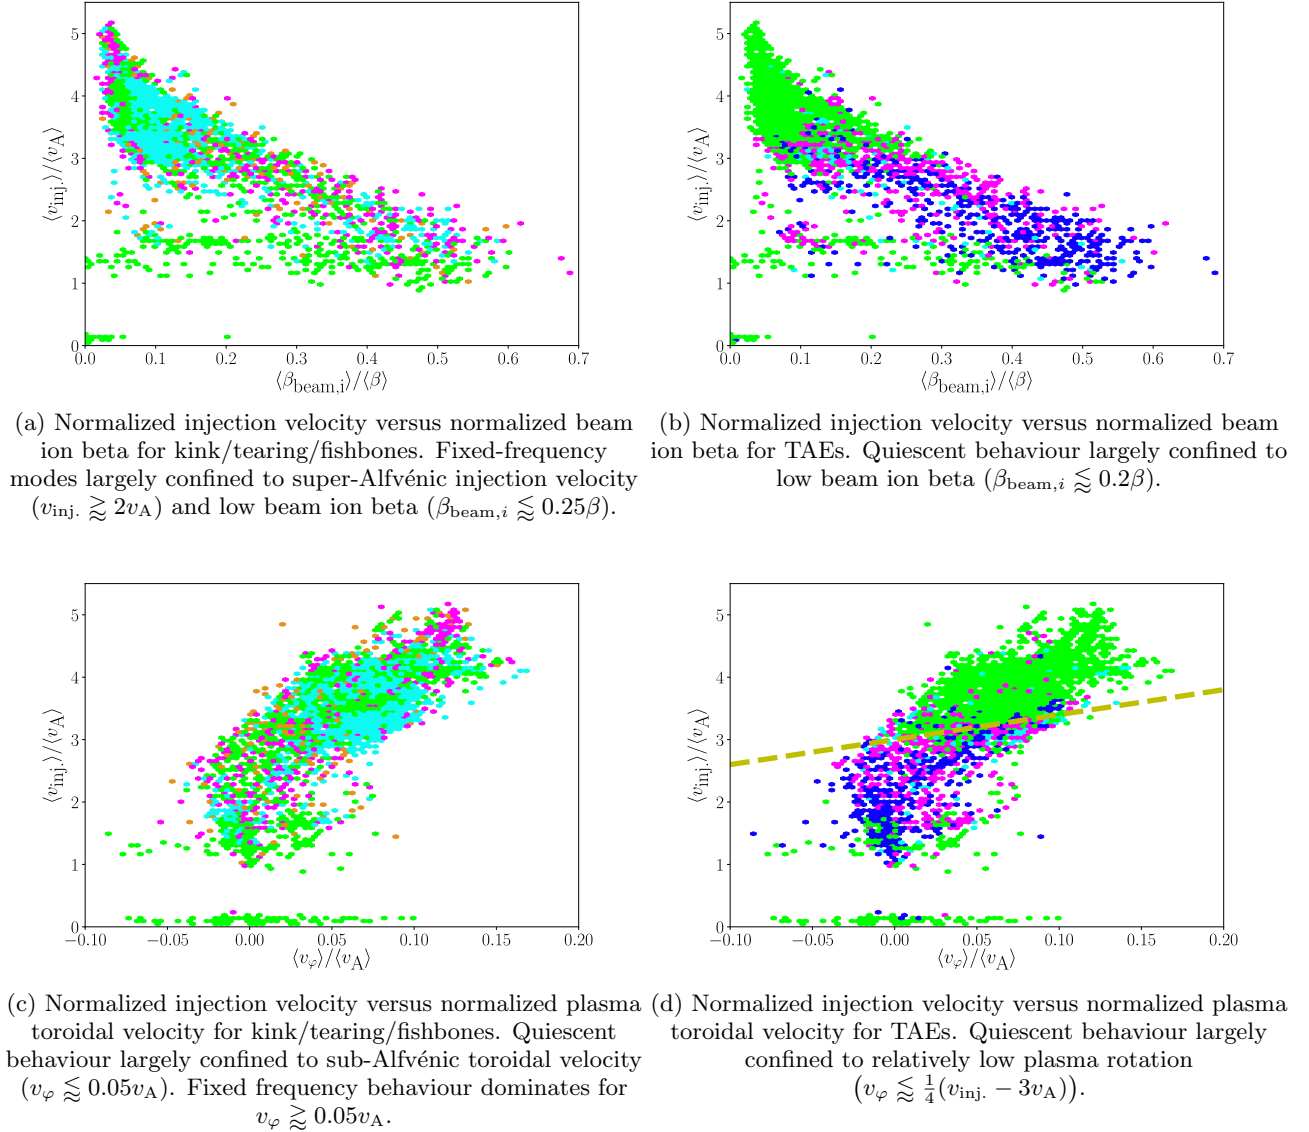 5
4
3
2
1
0
⟨v_inj.⟩/⟨v_A⟩
0.0 0.1 0.2 0.3 0.4 0.5 0.6 0.7
⟨β_beam,i⟩/⟨β⟩
5
4
3
2
1
0
⟨v_inj.⟩/⟨v_A⟩
0.0 0.1 0.2 0.3 0.4 0.5 0.6 0.7
⟨β_beam,i⟩/⟨β⟩
(a) Normalized injection velocity versus normalized beam
ion beta for kink/tearing/fishbones. Fixed-frequency
modes largely confined to super-Alfvénic injection velocity
(v_inj. ⪆ 2v_A) and low beam ion beta (β_beam,i ⪅ 0.25β).
(b) Normalized injection velocity versus normalized beam
ion beta for TAEs. Quiescent behaviour largely confined to
low beam ion beta (β_beam,i ⪅ 0.2β).
5
4
3
2
1
0
⟨v_inj.⟩/⟨v_A⟩
−0.10 −0.05 0.00 0.05 0.10 0.15 0.20
⟨v_φ⟩/⟨v_A⟩
5
4
3
2
1
0
⟨v_inj.⟩/⟨v_A⟩
−0.10 −0.05 0.00 0.05 0.10 0.15 0.20
⟨v_φ⟩/⟨v_A⟩
(c) Normalized injection velocity versus normalized plasma
toroidal velocity for kink/tearing/fishbones. Quiescent
behaviour largely confined to sub-Alfvénic toroidal velocity
(v_φ ⪅ 0.05v_A). Fixed frequency behaviour dominates for
v_φ ⪆ 0.05v_A.
(d) Normalized injection velocity versus normalized plasma
toroidal velocity for TAEs. Quiescent behaviour largely
confined to relatively low plasma rotation
(v_φ ⪅ 1/4(v_inj. − 3v_A)).